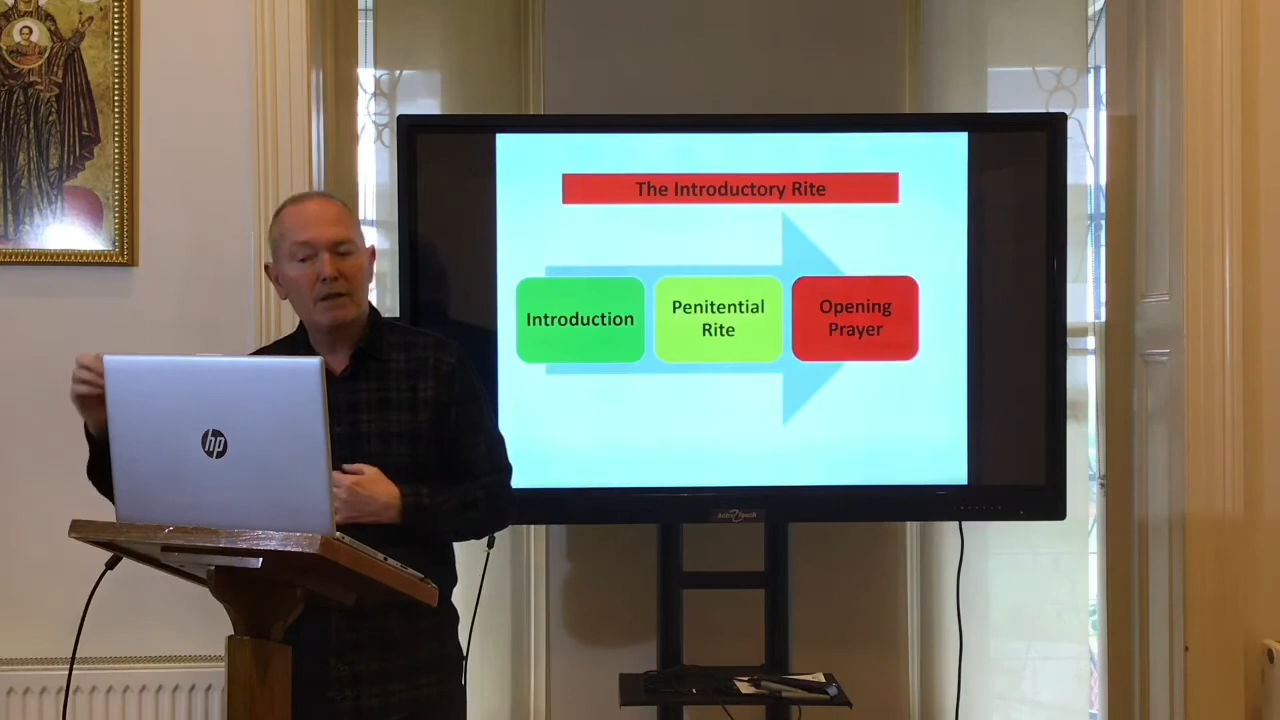 The Introductory Rite
Introduction
Penitential
Rite
Opening
Prayer
hp